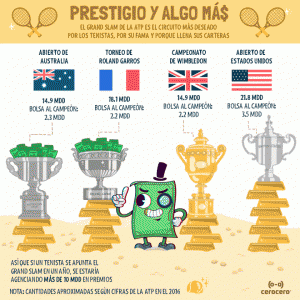 PRESTIGIO Y ALGO MÁ$
EL GRAND SLAM DE LA ATP ES EL CIRCUITO MÁS DESEADO
POR LOS TENISTAS, POR SU FAMA Y PORQUE LLENA SUS CARTERAS
ABIERTO DE
AUSTRALIA
14.9 MDD
BOLSA AL CAMPEÓN:
2.3 MDD
TORNEO DE
ROLAND GARROS
16.1 MDD
BOLSA AL CAMPEÓN:
2.2 MDD
CAMPEONATO
DE WIMBLEDON
14.9 MDD
BOLSA AL CAMPEÓN:
2.2 MDD
ABIERTO DE
ESTADOS UNIDOS
21.8 MDD
BOLSA AL CAMPEÓN:
3.5 MDD
ASÍ QUE SI UN TENISTA SE APUNTA EL
GRAND SLAM EN UN AÑO, SE ESTARÍA
AGENCIANDO MÁS DE 10 MDD EN PREMIOS
NOTA: CANTIDADES APROXIMADAS SEGÚN CIFRAS DE LA ATP EN EL 2016
cerocero